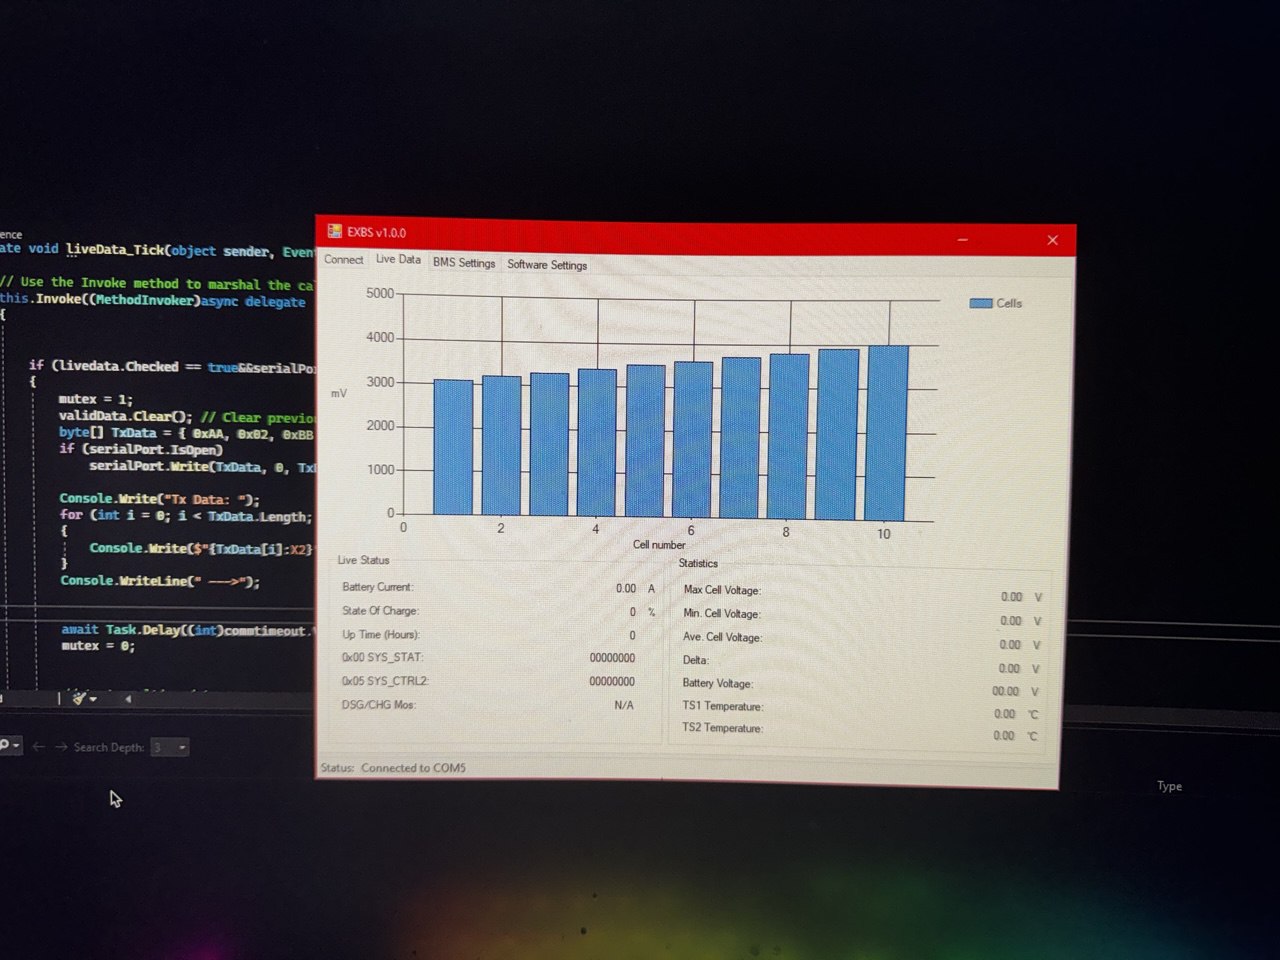 ence
ate void liveData_Tick(object sender, Even
// Use the Invoke method to marshal the ca
this.Invoke((MethodInvoker)async delegate
{
if (livedata.Checked == true&&serialPo
{
mutex = 1;
validData.Clear(); // Clear previo
byte[] TxData = { 0xAA, 0x02, 0xBB
if (serialPort.IsOpen)
serialPort.Write(TxData, 0, Tx
Console.Write("Tx Data: ");
for (int i = 0; i < TxData.Length;
{
Console.Write($"{TxData[i]:X2}
}
Console.WriteLine(" --->");
await Task.Delay((int)commtimeout.
mutex = 0;
Search Depth: 3
Type
EXBS v1.0.0
Connect Live Data BMS Settings Software Settings
5000
4000
3000
2000
1000
0
mV
0 2 4 6 8 10
Cell number
Cells
Live Status
Battery Current: 0.00 A
State Of Charge: 0 %
Up Time (Hours): 0
0x00 SYS_STAT: 00000000
0x05 SYS_CTRL2: 00000000
DSG/CHG Mos: N/A
Statistics
Max Cell Voltage: 0.00 V
Min. Cell Voltage: 0.00 V
Ave. Cell Voltage: 0.00 V
Delta: 0.00 V
Battery Voltage: 00.00 V
TS1 Temperature: 0.00 °C
TS2 Temperature: 0.00 °C
Status: Connected to COM5